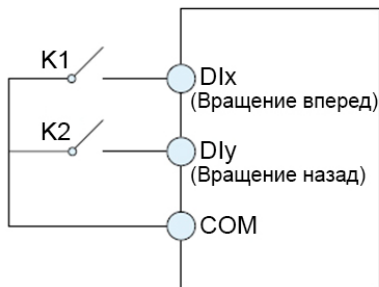 K1
DIx
(Вращение вперед)
K2
DIy
(Вращение назад)
COM